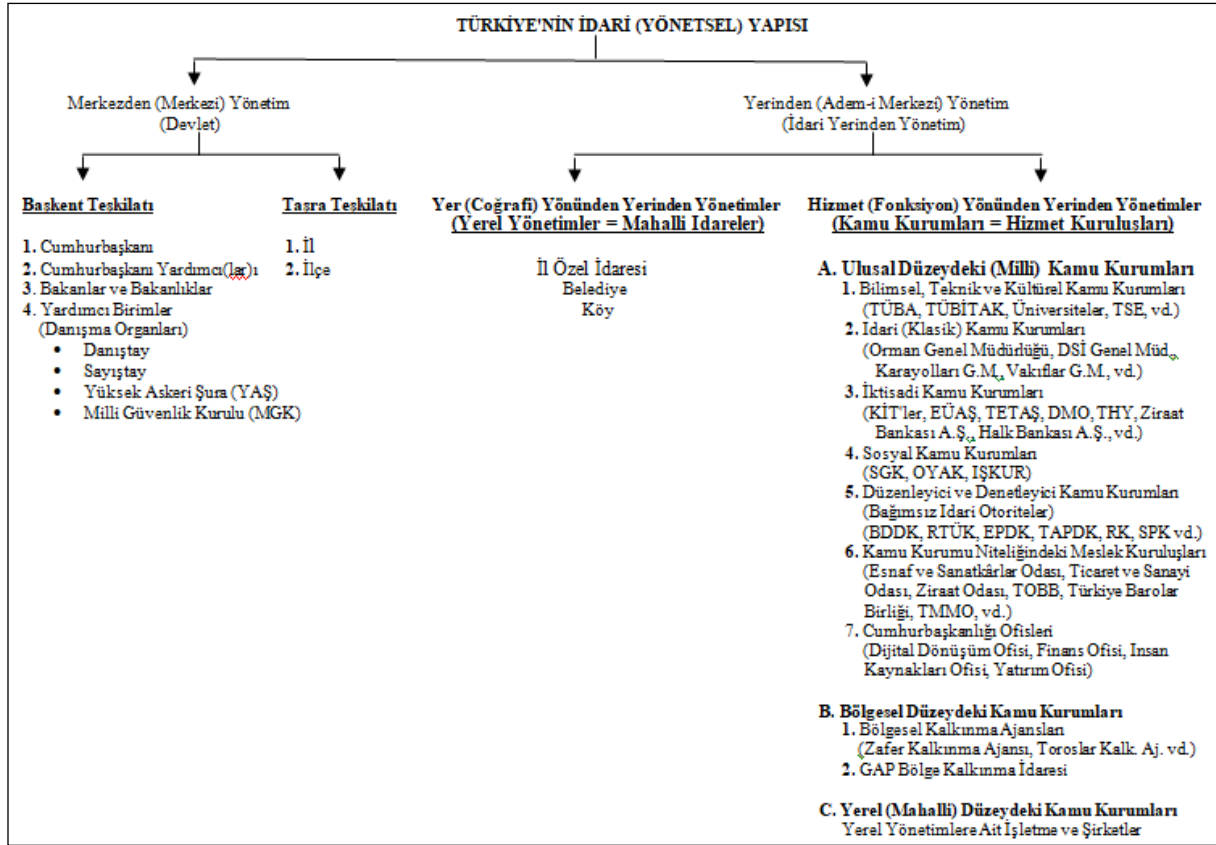 TÜRKİYE'NİN İDARİ (YÖNETSEL) YAPISI
Merkezden (Merkezi) Yönetim
(Devlet)
Yerinden (Adem-i Merkezi) Yönetim
(İdari Yerinden Yönetim)
Başkent Teşkilatı
1. Cumhurbaşkanı
2. Cumhurbaşkanı Yardımcı(lar)ı
3. Bakanlar ve Bakanlıklar
4. Yardımcı Birimler
(Danışma Organları)
• Danıştay
• Sayıştay
• Yüksek Askeri Şura (YAŞ)
• Milli Güvenlik Kurulu (MGK)
Taşra Teşkilatı
1. İl
2. İlçe
Yer (Coğrafi) Yönünden Yerinden Yönetimler
(Yerel Yönetimler = Mahalli Idareler)
İl Özel İdaresi
Belediye
Köy
Hizmet (Fonksiyon) Yönünden Yerinden Yönetimler
(Kamu Kurumları = Hizmet Kuruluşları)
A. Ulusal Düzeydeki (Milli) Kamu Kurumları
1. Bilimsel, Teknik ve Kültürel Kamu Kurumları
(TÜBA, TÜBİTAK, Üniversiteler, TSE, vd.)
2. Idari (Klasik) Kamu Kurumları
(Orman Genel Müdürlüğü, DSİ Genel Müd.,
Karayolları G.M., Vakıflar G.M., vd.)
3. İktisadi Kamu Kurumları
(KİT'ler, EÜAŞ, TETAŞ, DMO, THY, Ziraat
Bankası A.Ş., Halk Bankası A.Ş., vd.)
4. Sosyal Kamu Kurumları
(SGK, OYAK, IŞKUR)
5. Düzenleyici ve Denetleyici Kamu Kurumları
(Bağımsız Idari Otoriteler)
(BDDK, RTÜK, EPDK, TAPDK, RK, SPK vd.)
6. Kamu Kurumu Niteliğindeki Meslek Kuruluşları
(Esnaf ve Sanatkârlar Odası, Ticaret ve Sanayi
Odası, Ziraat Odası, TOBB, Türkiye Barolar
Birliği, TMMO, vd.)
7. Cumhurbaşkanlığı Ofisleri
(Dijital Dönüşüm Ofisi, Finans Ofisi, Insan
Kaynakları Ofisi, Yatırım Ofisi)
B. Bölgesel Düzeydeki Kamu Kurumları
1. Bölgesel Kalkınma Ajansları
(Zafer Kalkınma Ajansı, Toroslar Kalk. Aj. vd.)
2. GAP Bölge Kalkınma İdaresi
C. Yerel (Mahalli) Düzeydeki Kamu Kurumları
Yerel Yönetimlere Ait İşletme ve Şirketler